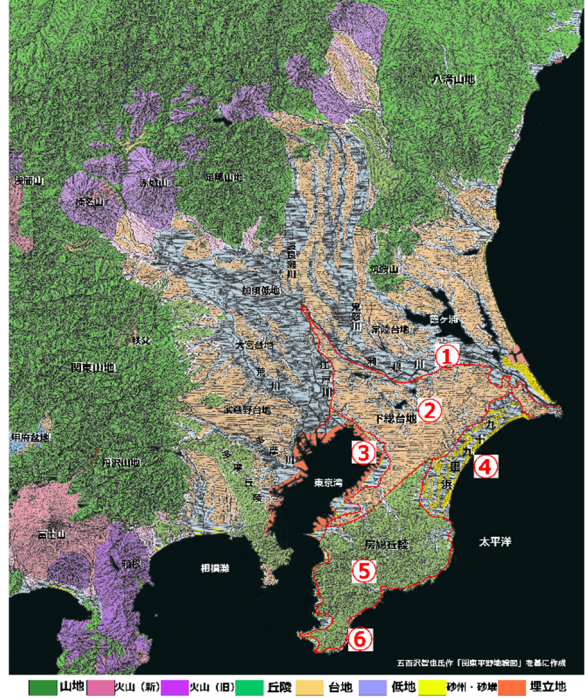 八溝山地
浅間山
赤城山
足尾山地
榛名山
渡良瀬川
筑波山
加須低地
鬼怒川
霞ヶ浦
常陸台地
秩父
大宮台地
荒川
江戸川
利根川
①
関東山地
武蔵野台地
下総台地
②
甲府盆地
多摩川
③
九十九里浜
④
丹沢山地
多摩丘陵
東京湾
富士山
箱根
房総丘陵
太平洋
相模灘
⑤
⑥
五百沢智也氏作「関東平野地貌図」を基に作成
山地 火山(新) 火山(旧) 丘陵 台地 低地 砂州・砂堆 埋立地